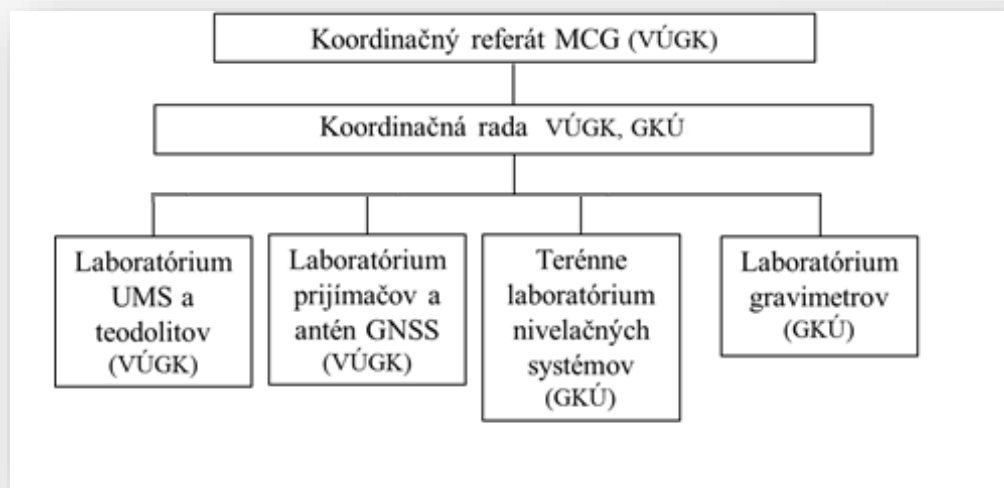 Koordinačný referát MCG (VÚGK)
Koordinačná rada VÚGK, GKÚ
Laboratórium
UMS a
teodolitov
(VÚGK)
Laboratórium
prijímačov a
antén GNSS
(VÚGK)
Terénne
laboratórium
nivelačných
systémov
(GKÚ)
Laboratórium
gravimetrov
(GKÚ)